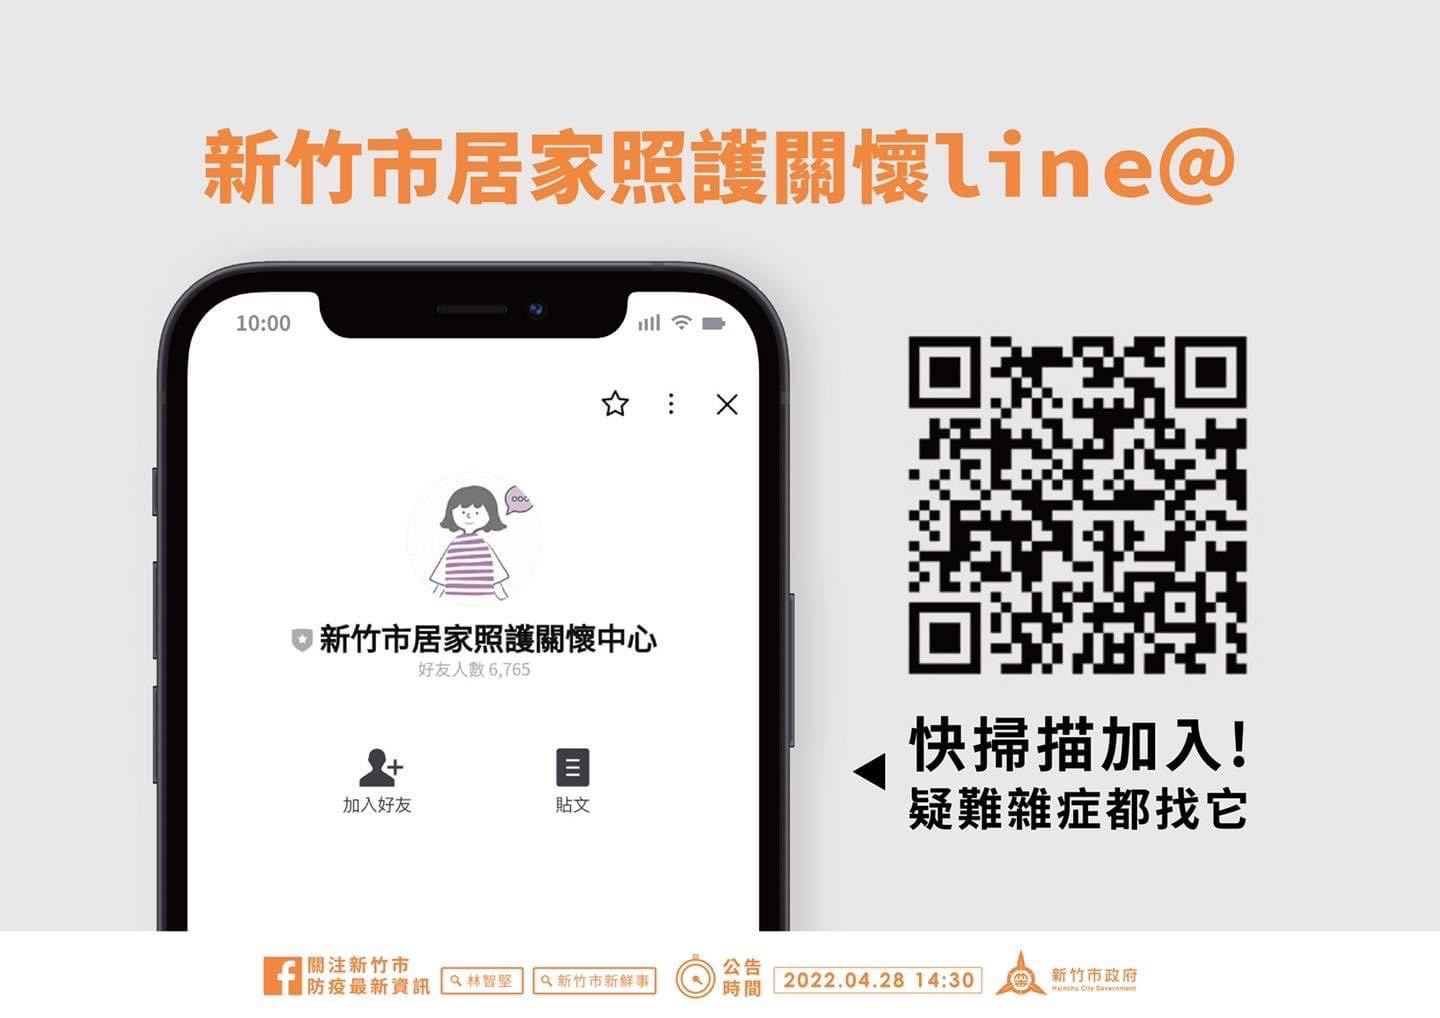 新竹市居家照護關懷line@
10:00
新竹市居家照護關懷中心
好友人數 6,765
加入好友
貼文
快掃描加入!
疑難雜症都找它
關注新竹市
防疫最新資訊
林智堅
新竹市新鮮事
公告
時間
2022.04.28 14:30
新竹市政府
Hsinchu City Government